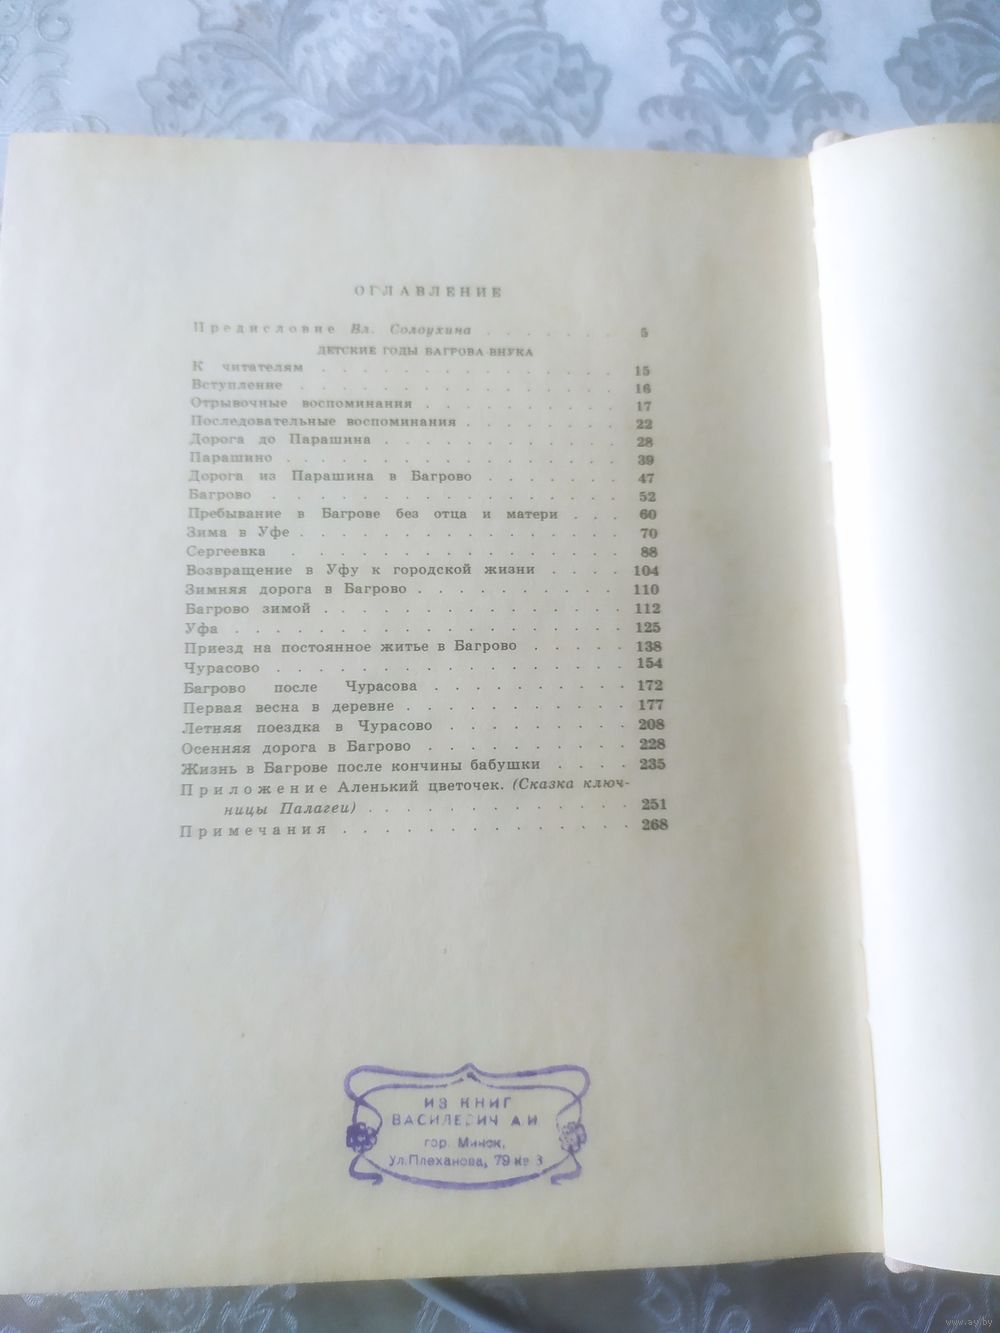 ОГЛАВЛЕНИЕ
Предисловие Вл. Солоухина . . . . . . . 5
ДЕТСКИЕ ГОДЫ БАГРОВА-ВНУКА
К читателям . . . . . . . . . . . . . . . 15
Вступление . . . . . . . . . . . . . . . 16
Отрывочные воспоминания . . . . . . . . . . 17
Последовательные воспоминания . . . . . . . . 22
Дорога до Парашина . . . . . . . . . . . . 28
Парашино . . . . . . . . . . . . . . . . 39
Дорога из Парашина в Багрово . . . . . . . 47
Багрово . . . . . . . . . . . . . . . . . 52
Пребывание в Багрове без отца и матери . . . 60
Зима в Уфе . . . . . . . . . . . . . . . 70
Сергеевка . . . . . . . . . . . . . . . . 88
Возвращение в Уфу к городской жизни . . . . 104
Зимняя дорога в Багрово . . . . . . . . . . 110
Багрово зимой . . . . . . . . . . . . . . 112
Уфа . . . . . . . . . . . . . . . . . . 125
Приезд на постоянное житье в Багрово . . . . . 138
Чурасово . . . . . . . . . . . . . . . . 154
Багрово после Чурасова . . . . . . . . . . 172
Первая весна в деревне . . . . . . . . . . . 177
Летняя поездка в Чурасово . . . . . . . . . 208
Осенняя дорога в Багрово . . . . . . . . . . 228
Жизнь в Багрове после кончины бабушки . . . . 235
Приложение Аленький цветочек. (Сказка ключ-
ницы Палагеи) . . . . . . . . . . . . . 251
Примечания . . . . . . . . . . . . . . . 268
ИЗ КНИГ
ВАСИЛЕВИЧ А.И.
гор. Минск,
ул.Плеханова, 79 кв 3
www.ay.by